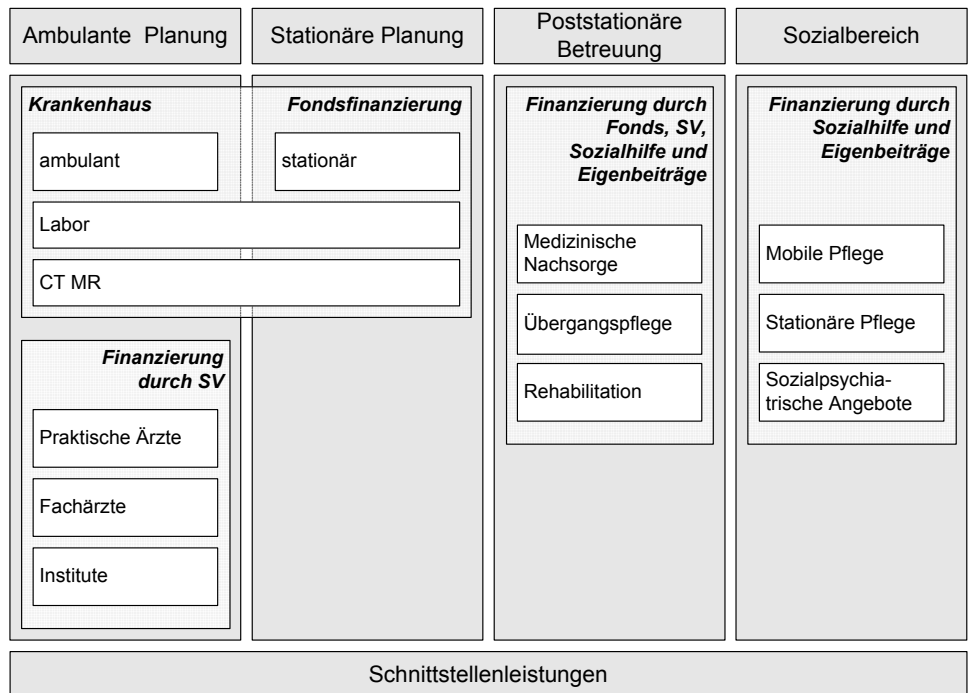 Ambulante Planung
Stationäre Planung
Poststationäre
Betreuung
Sozialbereich
Krankenhaus
Fondsfinanzierung
ambulant
stationär
Labor
CT MR
Finanzierung
durch SV
Praktische Ärzte
Fachärzte
Institute
Finanzierung durch
Fonds, SV,
Sozialhilfe und
Eigenbeiträge
Medizinische
Nachsorge
Übergangspflege
Rehabilitation
Finanzierung durch
Sozialhilfe und
Eigenbeiträge
Mobile Pflege
Stationäre Pflege
Sozialpsychia-
trische Angebote
Schnittstellenleistungen